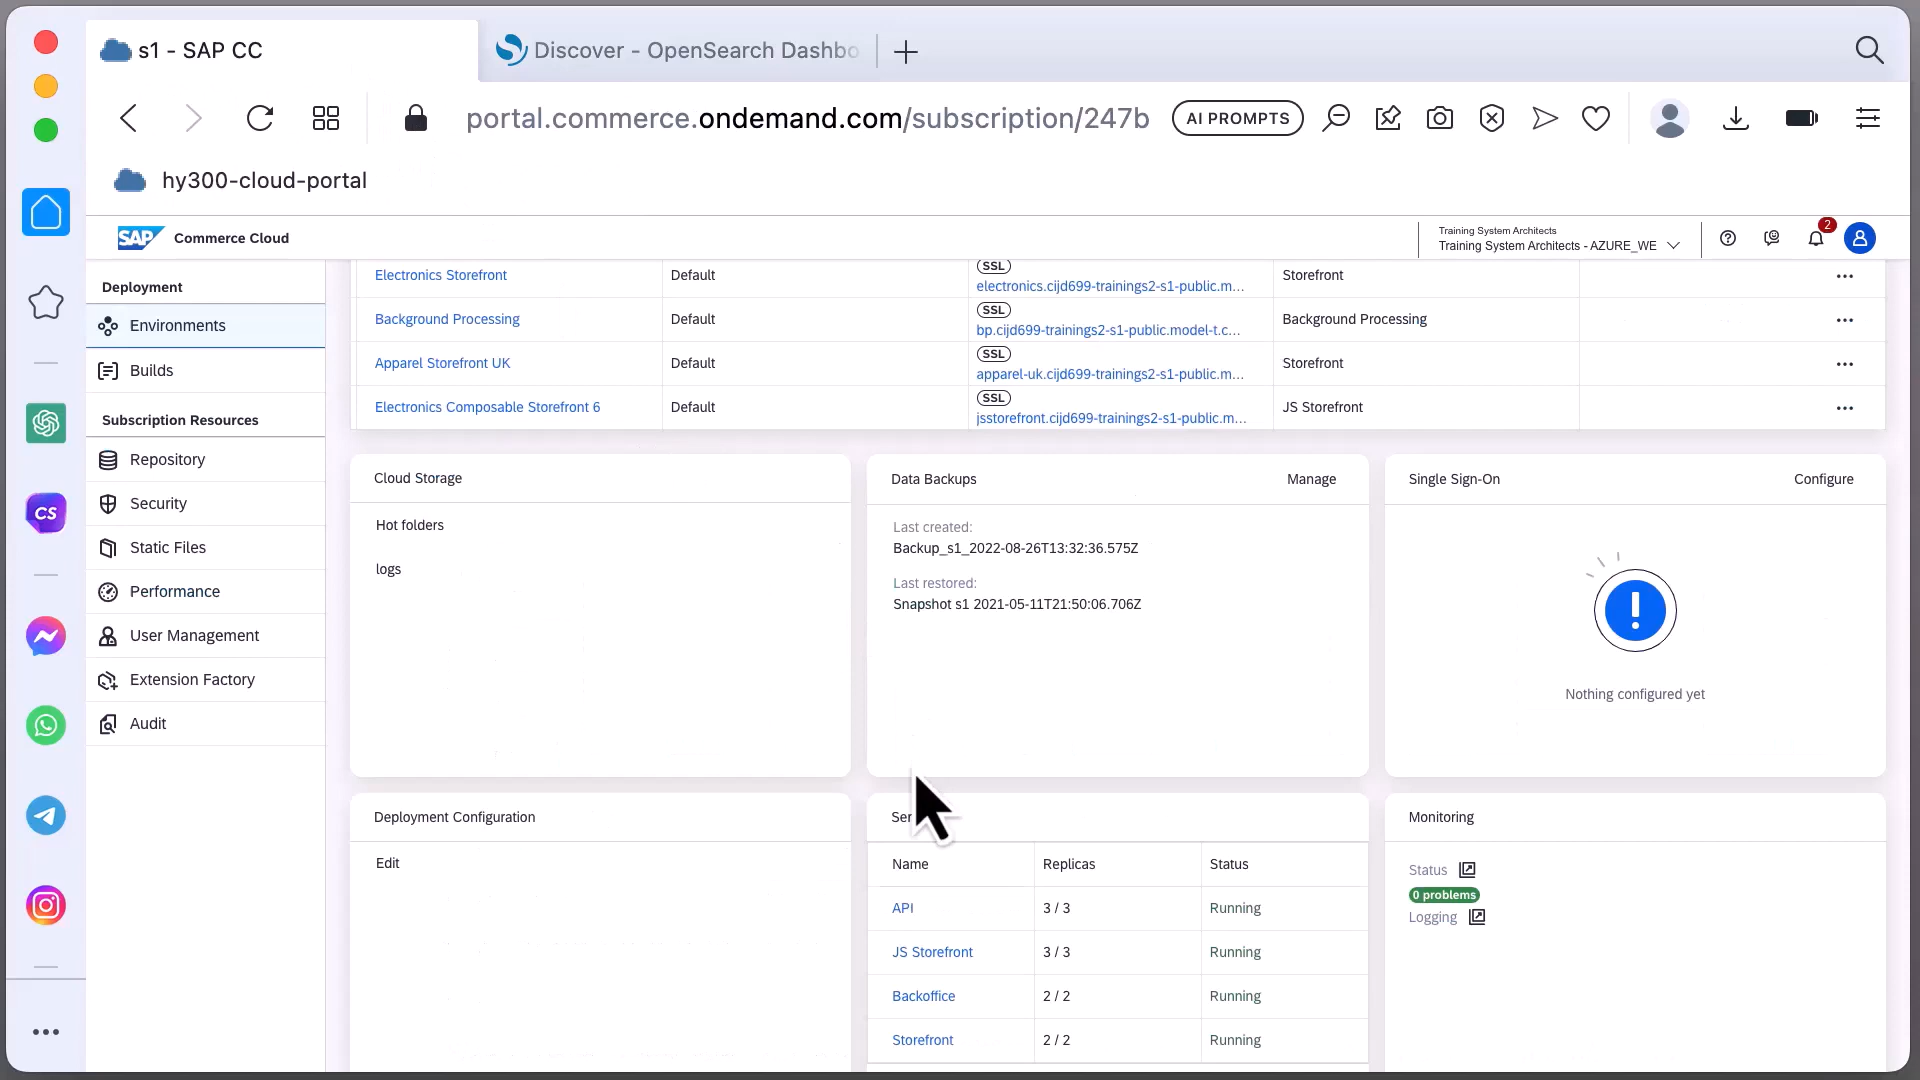 s1 - SAP CC
Discover - OpenSearch Dashbo
portal.commerce.ondemand.com/subscription/247b
AI PROMPTS
hy300-cloud-portal
SAP
Commerce Cloud
Training System Architects
Training System Architects - AZURE_WE
2
Deployment
Environments
Builds
Subscription Resources
Repository
Security
Static Files
Performance
User Management
Extension Factory
Audit
CS
Electronics Storefront
Default
SSL
electronics.cijd699-trainings2-s1-public.m...
Storefront
Background Processing
Default
SSL
bp.cijd699-trainings2-s1-public.model-t.c...
Background Processing
Apparel Storefront UK
Default
SSL
apparel-uk.cijd699-trainings2-s1-public.m...
Storefront
Electronics Composable Storefront 6
Default
SSL
jsstorefront.cijd699-trainings2-s1-public.m...
JS Storefront
Cloud Storage
Hot folders
logs
Data Backups
Manage
Last created:
Backup_s1_2022-08-26T13:32:36.575Z
Last restored:
Snapshot s1 2021-05-11T21:50:06.706Z
Single Sign-On
Configure
Nothing configured yet
Deployment Configuration
Edit
Name Replicas Status
API 3 / 3 Running
JS Storefront 3 / 3 Running
Backoffice 2 / 2 Running
Storefront 2 / 2 Running
Monitoring
Status
0 problems
Logging